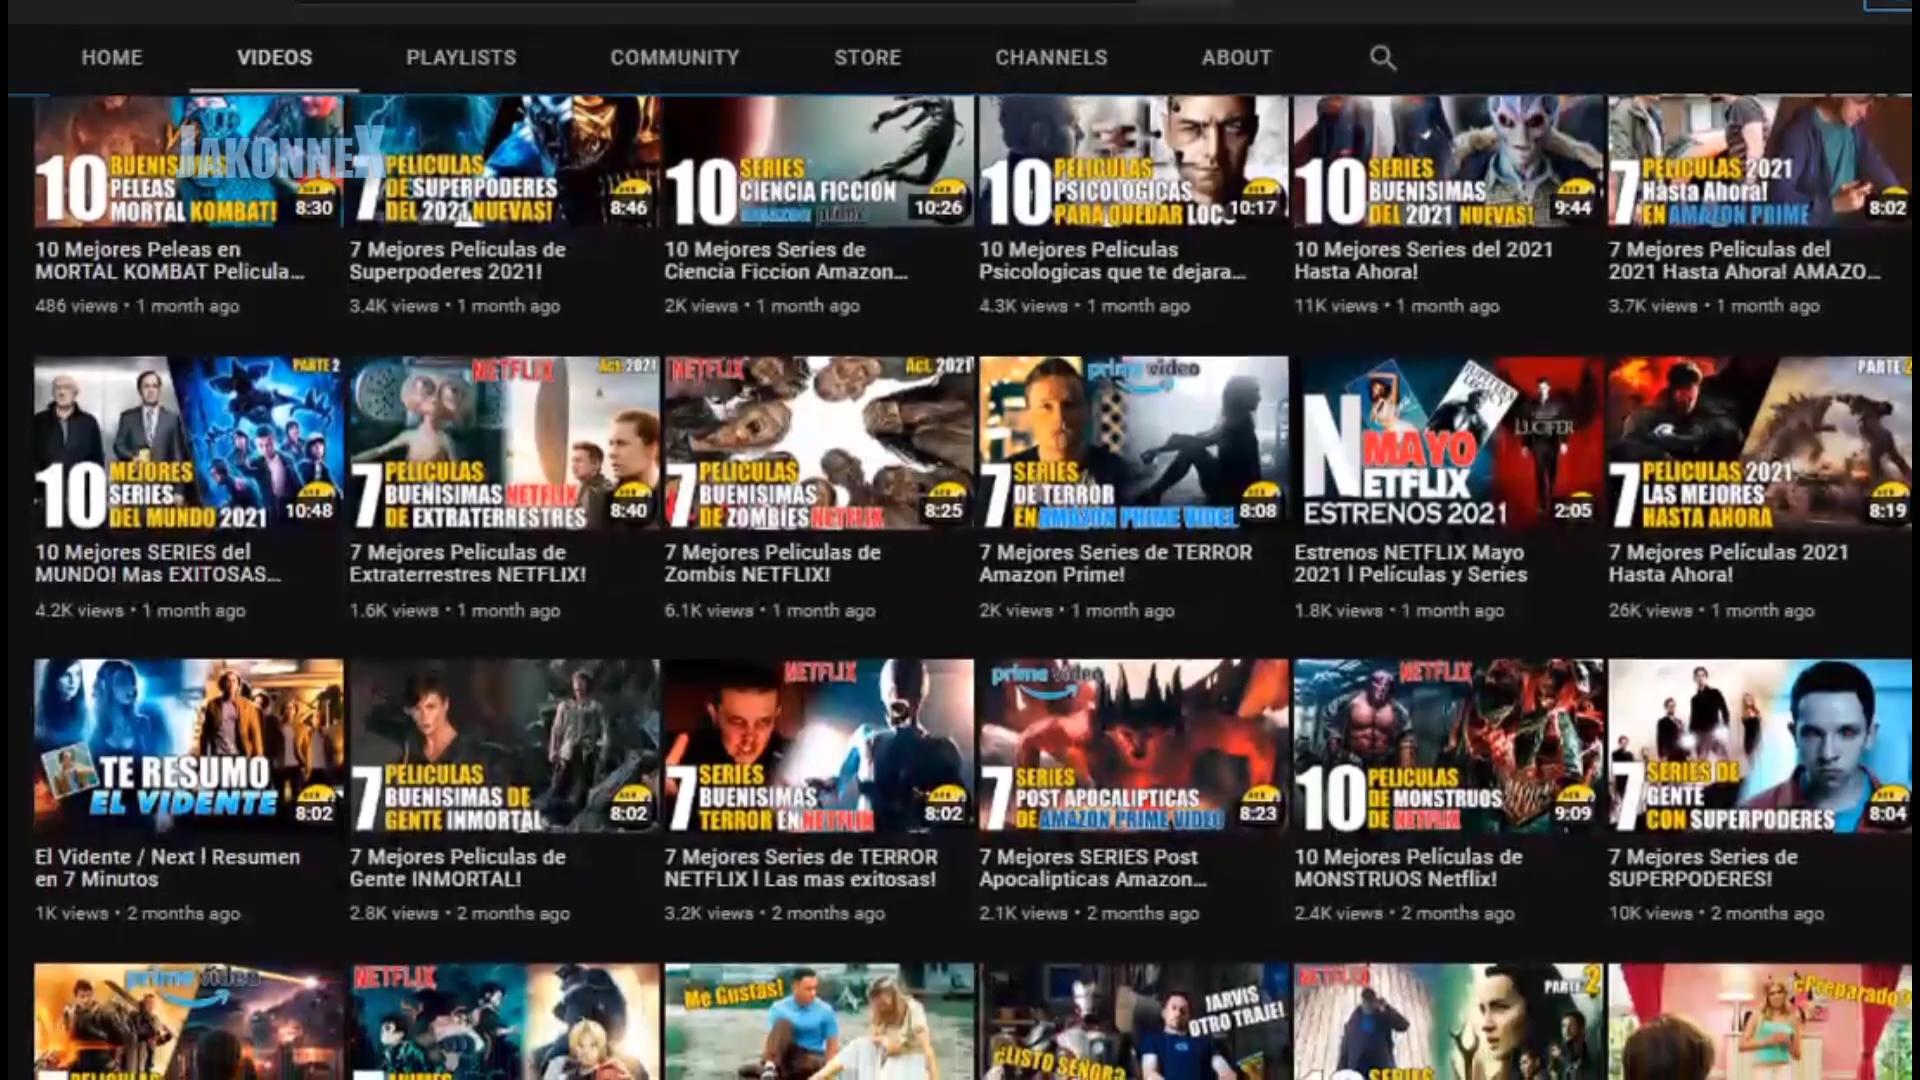 HOME VIDEOS PLAYLISTS COMMUNITY STORE CHANNELS ABOUT
JAKONNEX
10 BUENISIMAS
PELEAS
MORTAL KOMBAT!
8:30
10 Mejores Peleas en
MORTAL KOMBAT Pelicula...
486 views • 1 month ago
7 PELICULAS
DE SUPERPODERES
DEL 2021 NUEVAS!
8:46
7 Mejores Peliculas de
Superpoderes 2021!
3.4K views • 1 month ago
10 SERIES
CIENCIA FICCION
amazon prime
10:26
10 Mejores Series de
Ciencia Ficcion Amazon...
2K views • 1 month ago
10 PELICULAS
PSICOLOGICAS
PARA QUEDAR LOC
10:17
10 Mejores Peliculas
Psicologicas que te dejara...
4.3K views • 1 month ago
10 SERIES
BUENISIMAS
DEL 2021 NUEVAS!
9:44
10 Mejores Series del 2021
Hasta Ahora!
11K views • 1 month ago
7 PELICULAS 2021
Hasta Ahora!
EN AMAZON PRIME
8:02
7 Mejores Peliculas del
2021 Hasta Ahora! AMAZO...
3.7K views • 1 month ago
PARTE 2
10 MEJORES
SERIES
DEL MUNDO 2021
10:48
10 Mejores SERIES del
MUNDO! Mas EXITOSAS...
4.2K views • 1 month ago
NETFLIX Act. 2021
7 PELICULAS
BUENISIMAS NETFLIX
DE EXTRATERRESTRES
8:40
7 Mejores Peliculas de
Extraterrestres NETFLIX!
1.6K views • 1 month ago
NETFLIX Act. 2021
7 PELICULAS
BUENISIMAS
DE ZOMBIES NETFLIX
8:25
7 Mejores Peliculas de
Zombis NETFLIX!
6.1K views • 1 month ago
prime video
7 SERIES
DE TERROR
EN AMAZON PRIME VIDE
8:08
7 Mejores Series de TERROR
Amazon Prime!
2K views • 1 month ago
LUCIFER
MAYO
NETFLIX
ESTRENOS 2021
2:05
Estrenos NETFLIX Mayo
2021 l Películas y Series
1.8K views • 1 month ago
PARTE 2
7 PELICULAS 2021
LAS MEJORES
HASTA AHORA
8:19
7 Mejores Películas 2021
Hasta Ahora!
26K views • 1 month ago
TE RESUMO
EL VIDENTE
8:02
El Vidente / Next l Resumen
en 7 Minutos
1K views • 2 months ago
7 PELICULAS
BUENISIMAS DE
GENTE INMORTAL
8:02
7 Mejores Peliculas de
Gente INMORTAL!
2.8K views • 2 months ago
NETFLIX
7 SERIES
BUENISIMAS
TERROR EN NETFLIX
8:02
7 Mejores Series de TERROR
NETFLIX l Las mas exitosas!
3.2K views • 2 months ago
prime video
7 SERIES
POST APOCALIPTICAS
DE AMAZON PRIME VIDEO
8:23
7 Mejores SERIES Post
Apocalipticas Amazon...
2.1K views • 2 months ago
NETFLIX
10 PELICULAS
DE MONSTRUOS
DE NETFLIX
9:09
10 Mejores Películas de
MONSTRUOS Netflix!
2.4K views • 2 months ago
7 SERIES DE
GENTE
CON SUPERPODERES
8:04
7 Mejores Series de
SUPERPODERES!
10K views • 2 months ago
prime video
PELICULAS
NETFLIX
ANIMES
Me Gustas!
JARVIS
OTRO TRAJE!
¿LISTO SEÑOR?
NETFLIX
PARTE 2
SERIES
¿Preparado?